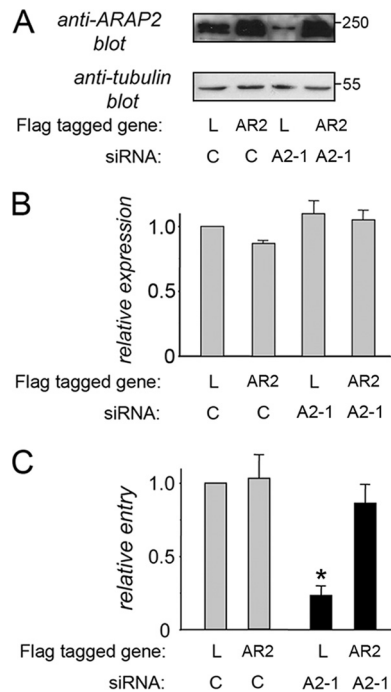 A
anti-ARAP2
blot
250
anti-tubulin
blot
55
Flag tagged gene: L AR2 L AR2
siRNA: C C A2-1 A2-1
B
relative expression
1.0
0.5
0
Flag tagged gene: L AR2 L AR2
siRNA: C C A2-1 A2-1
C
relative entry
1.0
0.5
0
*
Flag tagged gene: L AR2 L AR2
siRNA: C C A2-1 A2-1